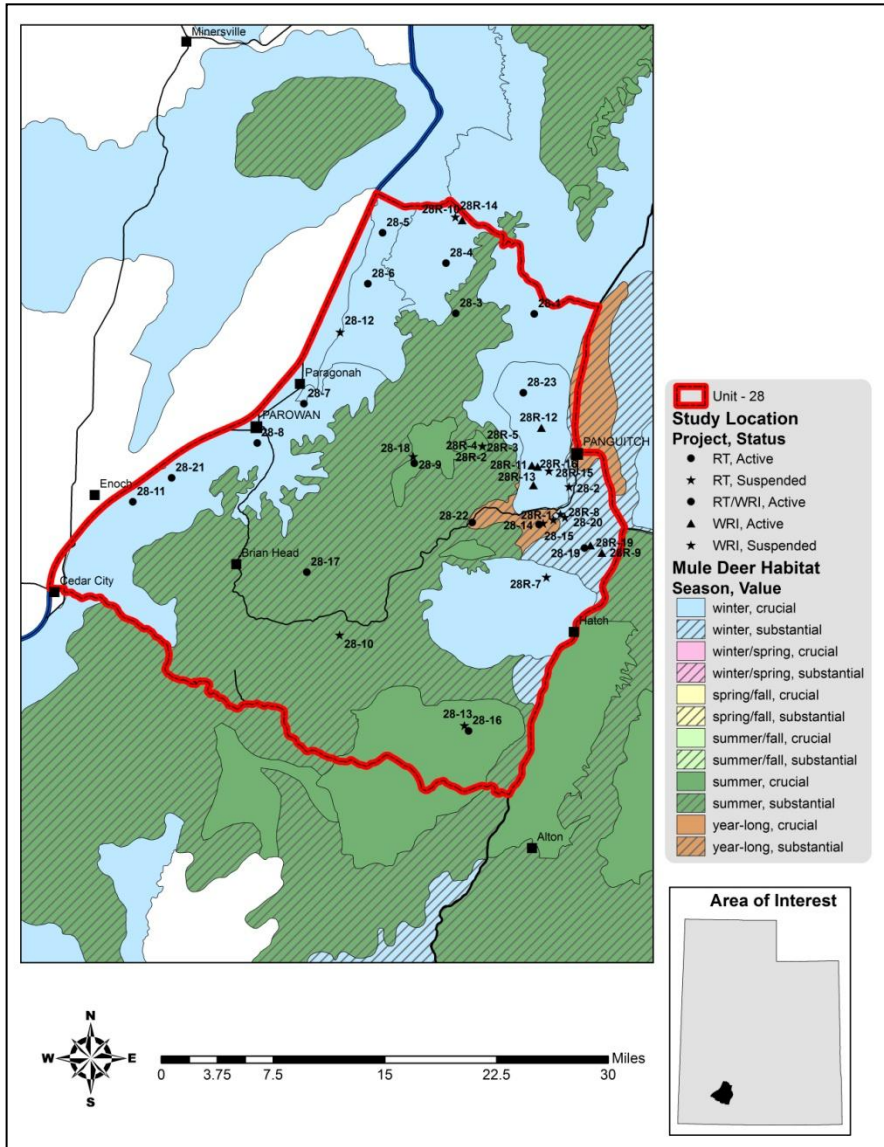 Minersville
28R-10
28R-14
28-5
28-4
28-6
28-3
28-1
28-12
Paragonah
28-7
28-23
PAROWAN
28R-12
28-8
28R-5
28R-4
28R-3
28R-2
28-18
28-9
PANGUITCH
28R-11
28R-16
28R-15
28R-13
28-2
28-21
Enoch
28-11
28R-1
28R-8
28-22
28-14
28-20
28-15
28-19
28R-19
28R-9
Brian Head
28-17
28R-7
Cedar City
Hatch
28-10
28-13
28-16
Alton
Unit - 28
Study Location
Project, Status
RT, Active
RT, Suspended
RT/WRI, Active
WRI, Active
WRI, Suspended
Mule Deer Habitat
Season, Value
winter, crucial
winter, substantial
winter/spring, crucial
winter/spring, substantial
spring/fall, crucial
spring/fall, substantial
summer/fall, crucial
summer/fall, substantial
summer, crucial
summer, substantial
year-long, crucial
year-long, substantial
Area of Interest
N
W E
S
Miles
0 3.75 7.5 15 22.5 30